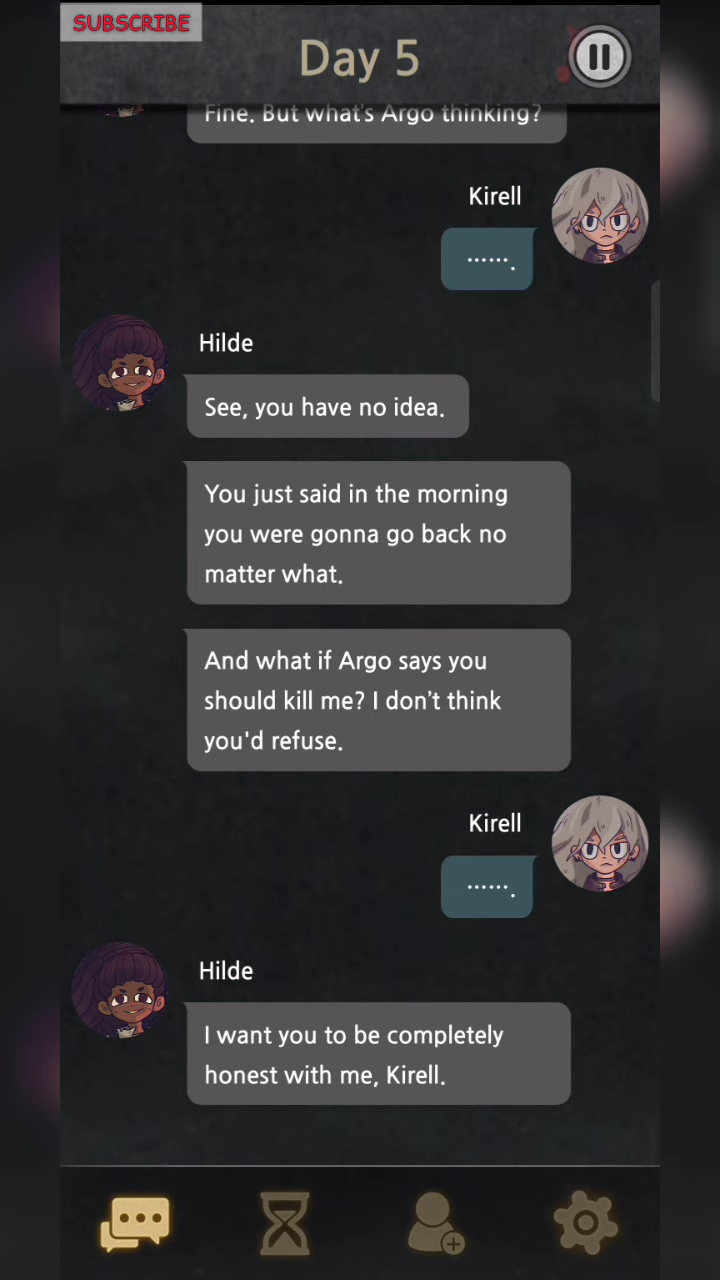 SUBSCRIBE
Day 5
Fine. But what's Argo thinking?
Kirell
…….
Hilde
See, you have no idea.
You just said in the morning
you were gonna go back no
matter what.
And what if Argo says you
should kill me? I don't think
you'd refuse.
Kirell
…….
Hilde
I want you to be completely
honest with me, Kirell.